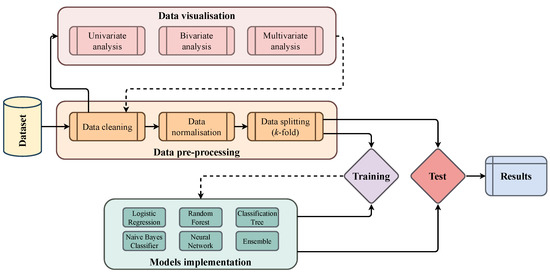 Data visualisation
Univariate
analysis
Bivariate
analysis
Multivariate
analysis
Dataset
Data cleaning
Data
normalisation
Data splitting
(k-fold)
Data pre-processing
Training
Test
Results
Logistic
Regression
Random
Forest
Classification
Tree
Naive Bayes
Classifier
Neural
Network
Ensemble
Models implementation